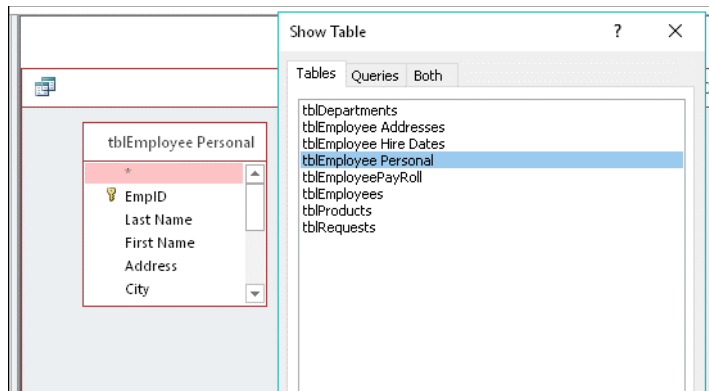 Show Table
?
Tables Queries Both
tblDepartments
tblEmployee Addresses
tblEmployee Hire Dates
tblEmployee Personal
tblEmployeePayRoll
tblEmployees
tblProducts
tblRequests
tblEmployee Personal
*
EmpID
Last Name
First Name
Address
City